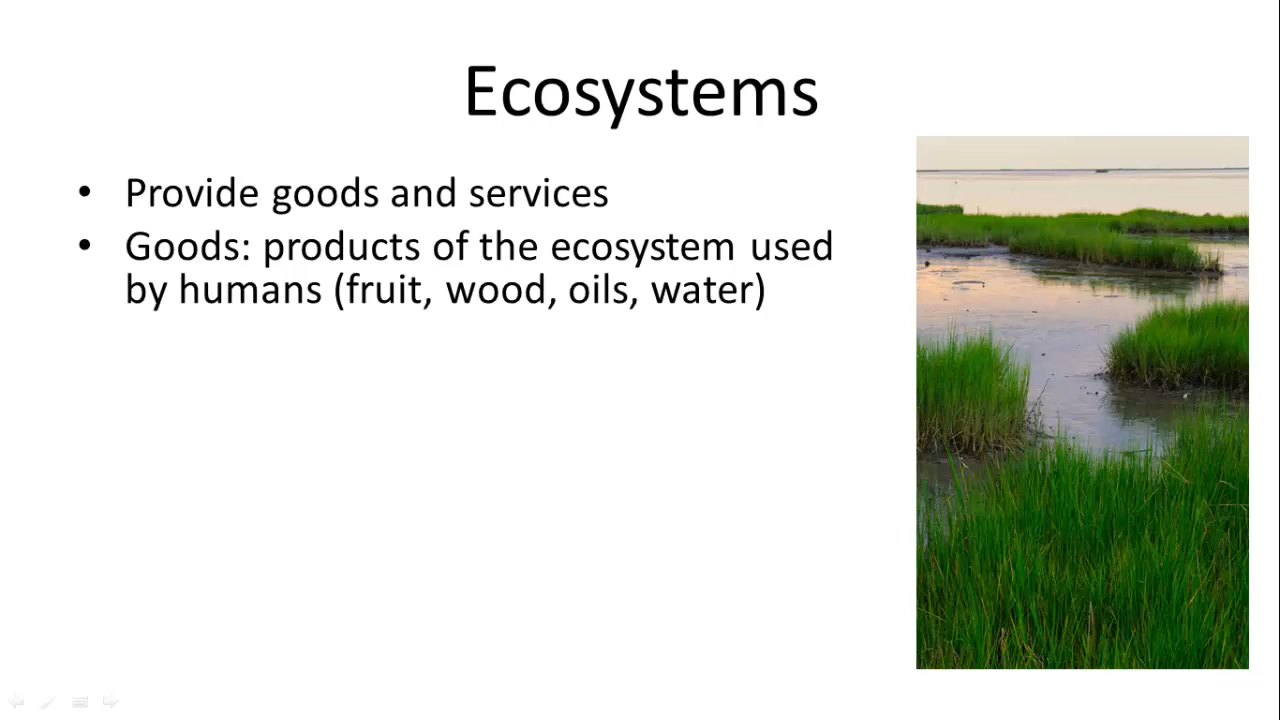 Ecosystems
• Provide goods and services
• Goods: products of the ecosystem used
by humans (fruit, wood, oils, water)